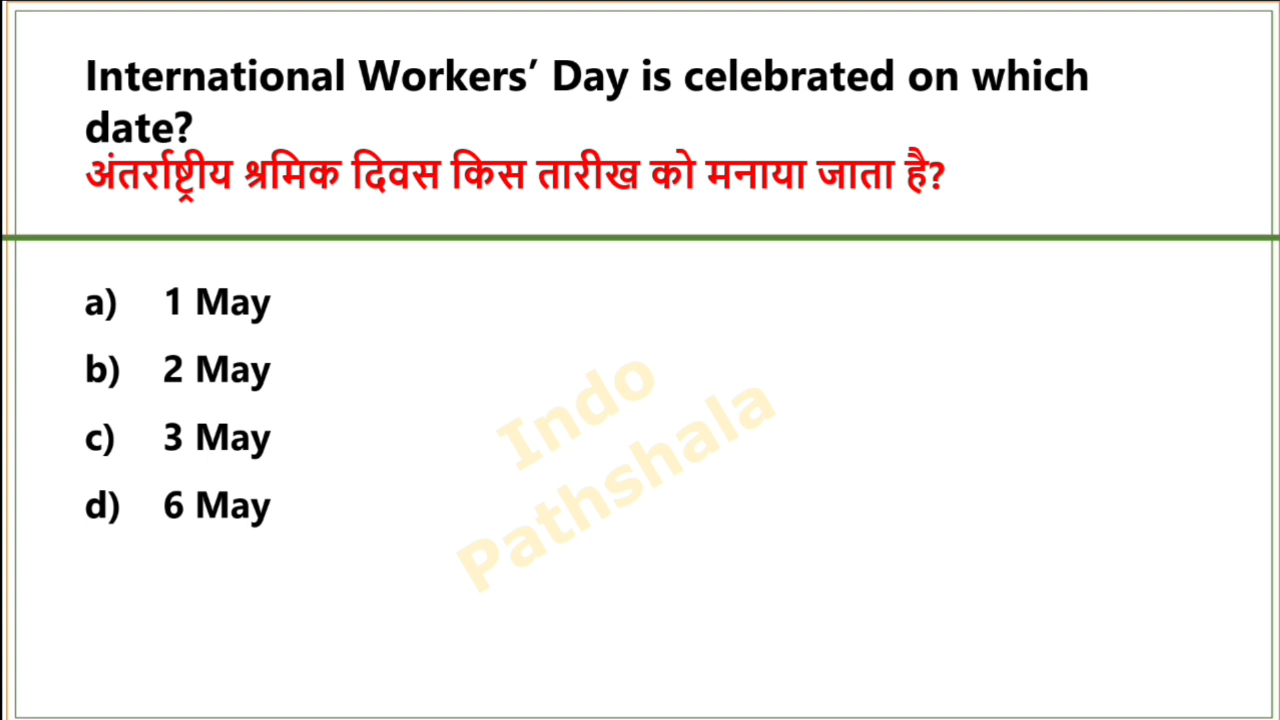 International Workers’ Day is celebrated on which
date?
अंतर्राष्ट्रीय श्रमिक दिवस किस तारीख को मनाया जाता है?
a) 1 May
b) 2 May
c) 3 May
d) 6 May
Indo
Pathshala